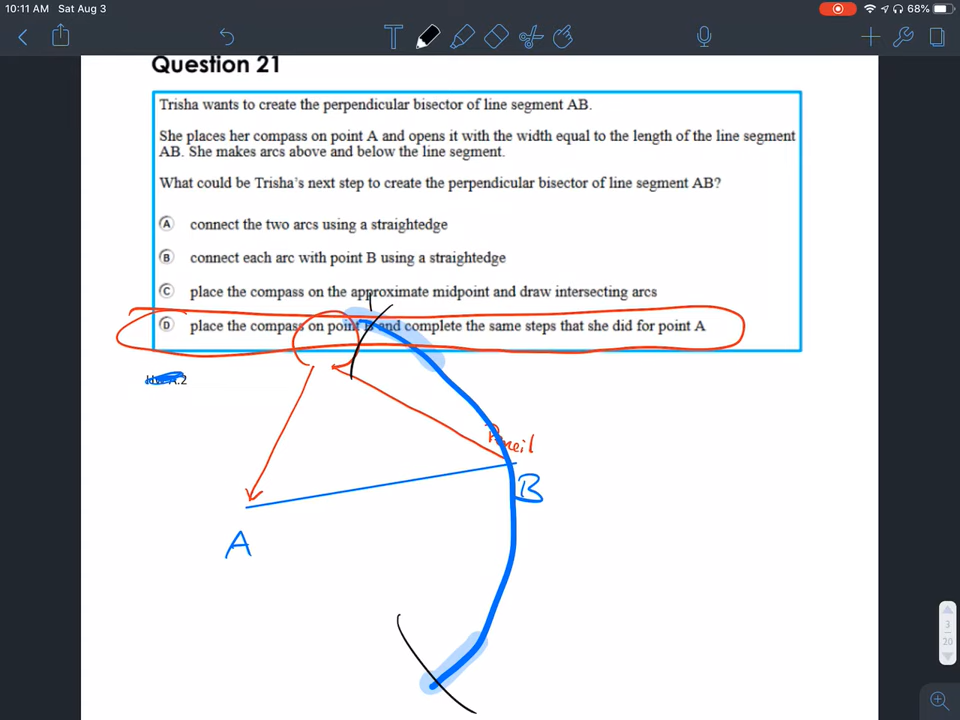 10:11 AM Sat Aug 3
68%
Question 21
Trisha wants to create the perpendicular bisector of line segment AB.
She places her compass on point A and opens it with the width equal to the length of the line segment
AB. She makes arcs above and below the line segment.
What could be Trisha's next step to create the perpendicular bisector of line segment AB?
A connect the two arcs using a straightedge
B connect each arc with point B using a straightedge
C place the compass on the approximate midpoint and draw intersecting arcs
D place the compass on point B and complete the same steps that she did for point A
Pencil
B
A
3
20